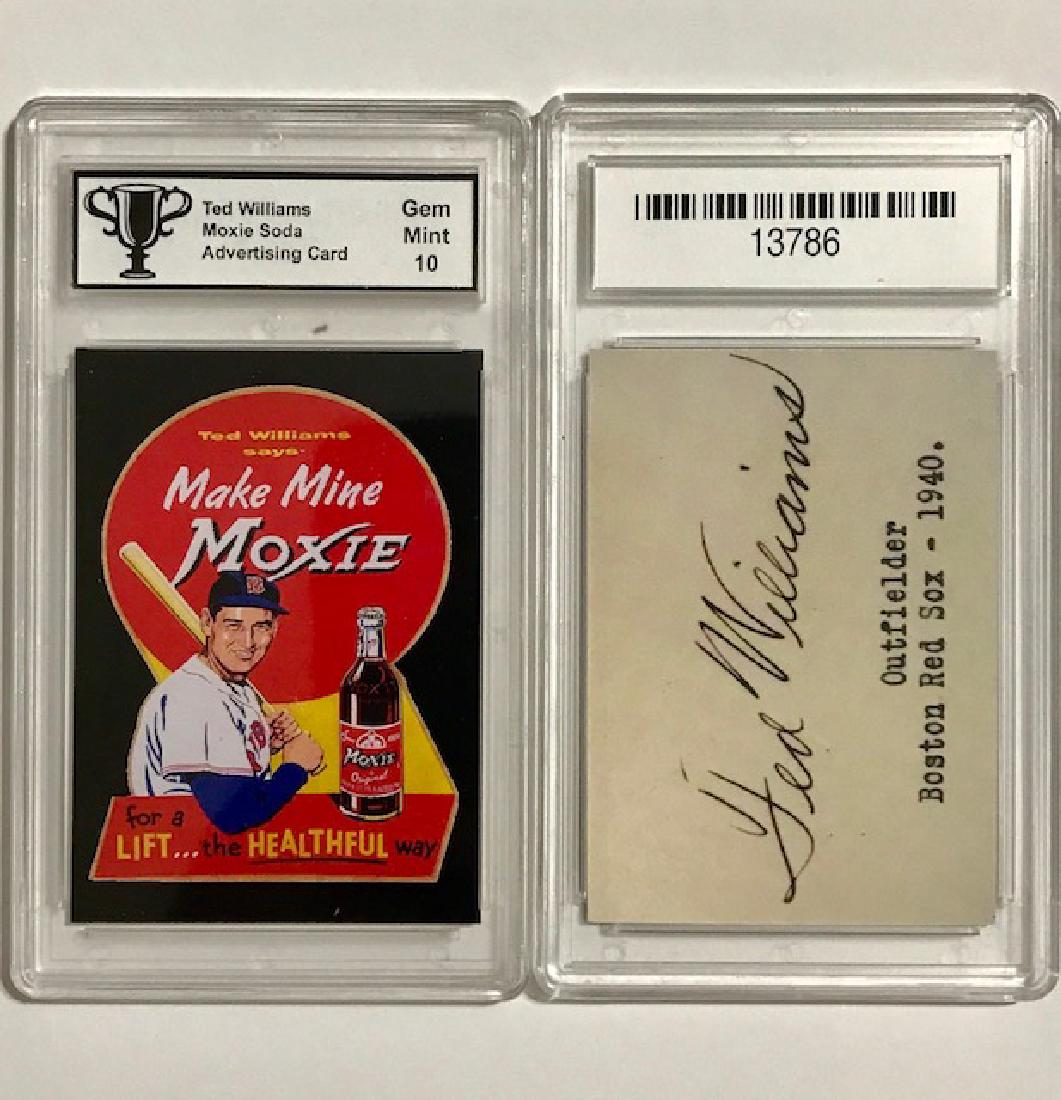 Ted Williams
Moxie Soda
Advertising Card
Gem
Mint
10
Ted Williams
says
Make Mine
MOXIE
MOXIE
Original
for a
LIFT... the HEALTHFUL way
13786
Ted Williams
Outfielder
Boston Red Sox - 1940.